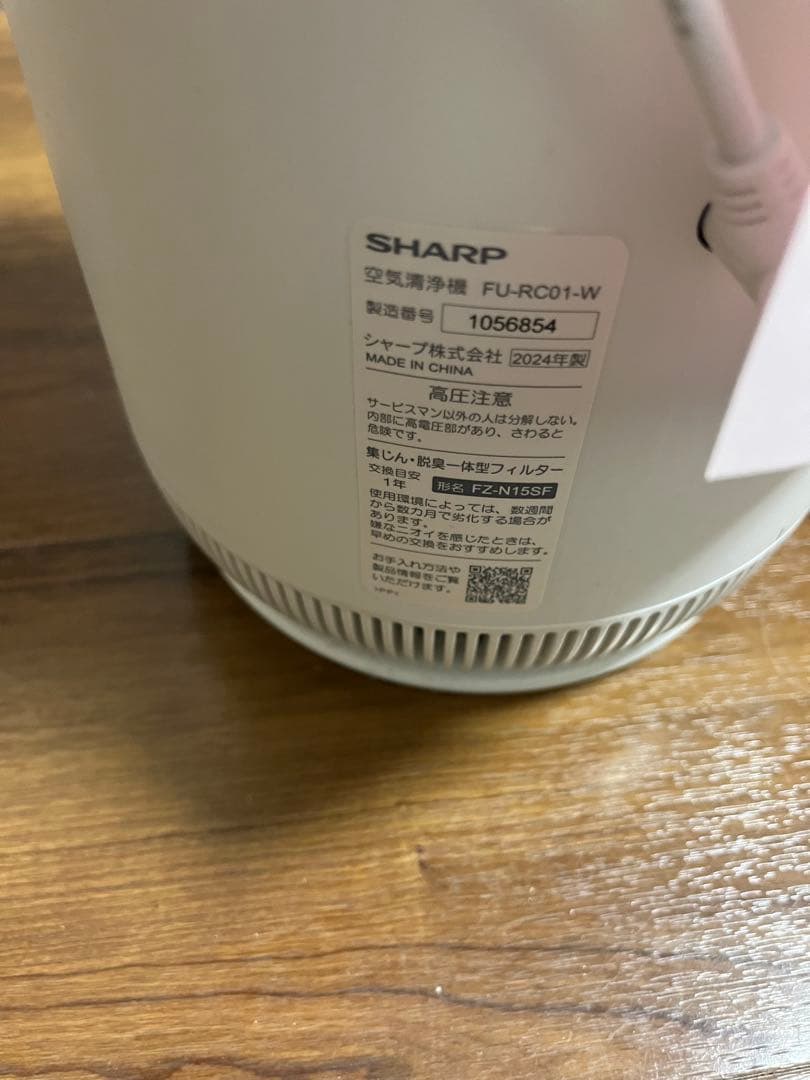 SHARP
空気清浄機 FU-RC01-W
製造番号 1056854
シャープ株式会社 2024年製
MADE IN CHINA
高圧注意
サービスマン以外の人は分解しない。
内部に高電圧部があり、さわると
危険です。
集じん・脱臭一体型フィルター
交換目安 1年 形名 FZ-N15SF
使用環境によっては、数週間
から数カ月で劣化する場合が
あります。
嫌なニオイを感じたときは、
早めの交換をおすすめします。
お手入れ方法や
製品情報をご覧
いただけます。
>PP<